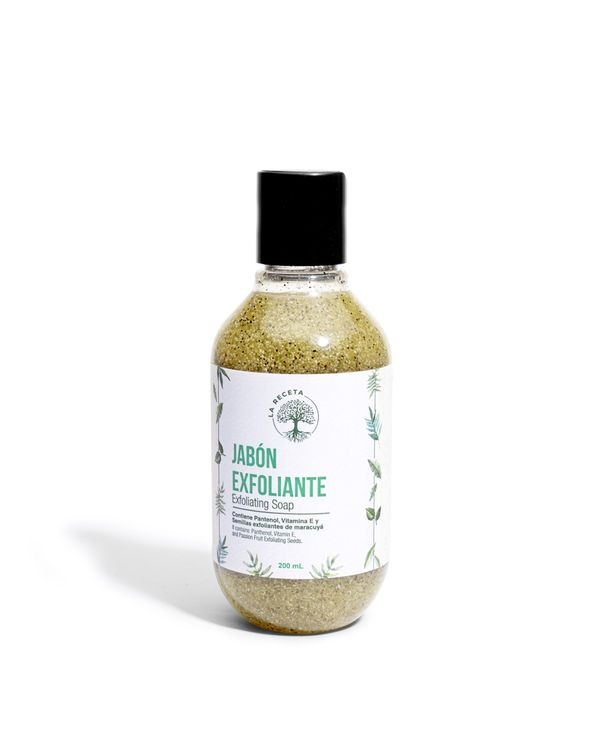 LA RECETA
JABÓN
EXFOLIANTE
Exfoliating Soap
Contiene Pantenol, Vitamina E y
Semillas exfoliantes de maracuyá
It contains: Panthenol, Vitamin E,
and Passion Fruit Exfoliating Seeds.
200 mL